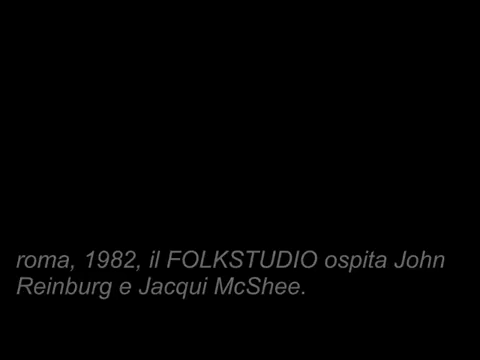 roma, 1982, il FOLKSTUDIO ospita John
Reinburg e Jacqui McShee.